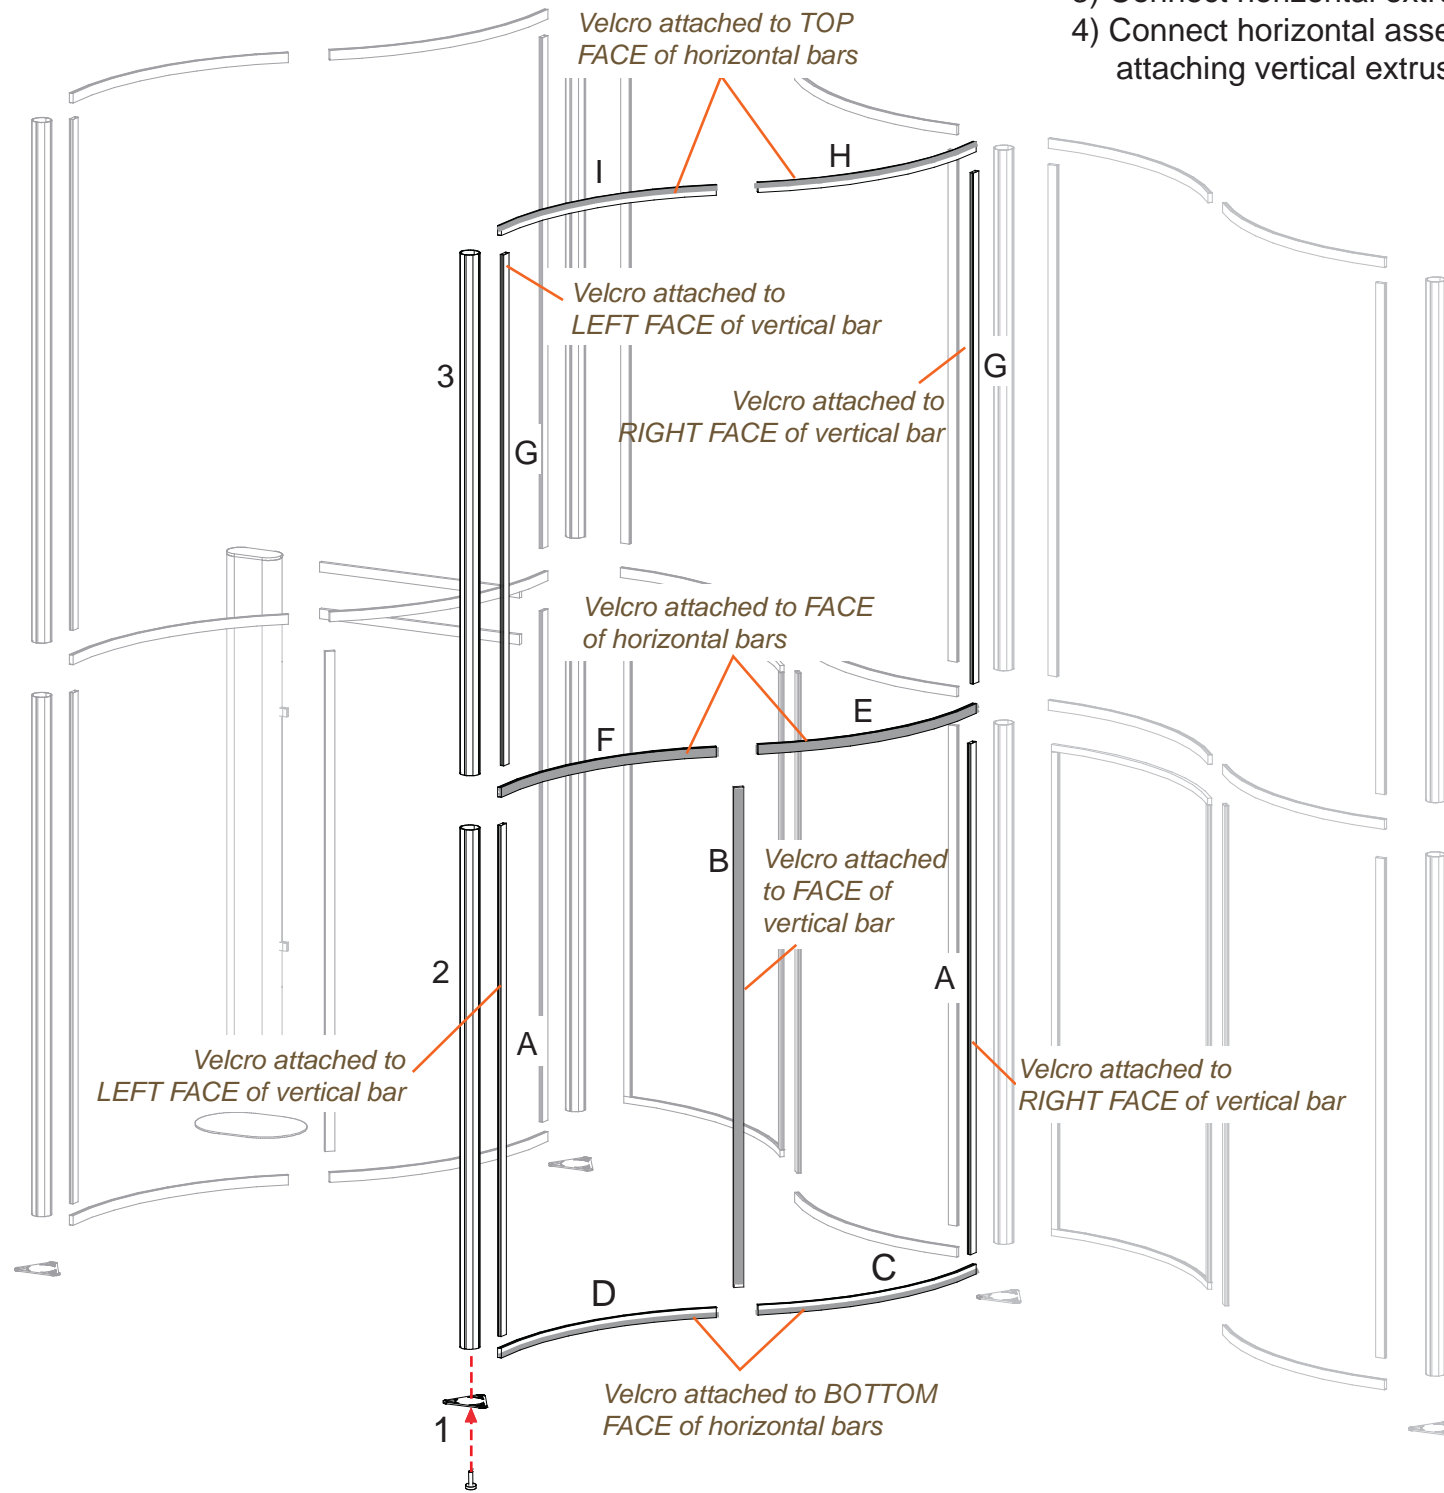 3) Connect horizontal
4) Connect horizontal
attaching vertical
Velcro attached to TOP
FACE of horizontal bars
I
H
Velcro attached to
LEFT FACE of vertical bar
3
G
Velcro attached to
RIGHT FACE of vertical bar
G
Velcro attached to FACE
of horizontal bars
F
E
B
Velcro attached
to FACE of
vertical bar
2
A
A
Velcro attached to
LEFT FACE of vertical bar
Velcro attached to
RIGHT FACE of vertical bar
D
C
Velcro attached to BOTTOM
FACE of horizontal bars
1